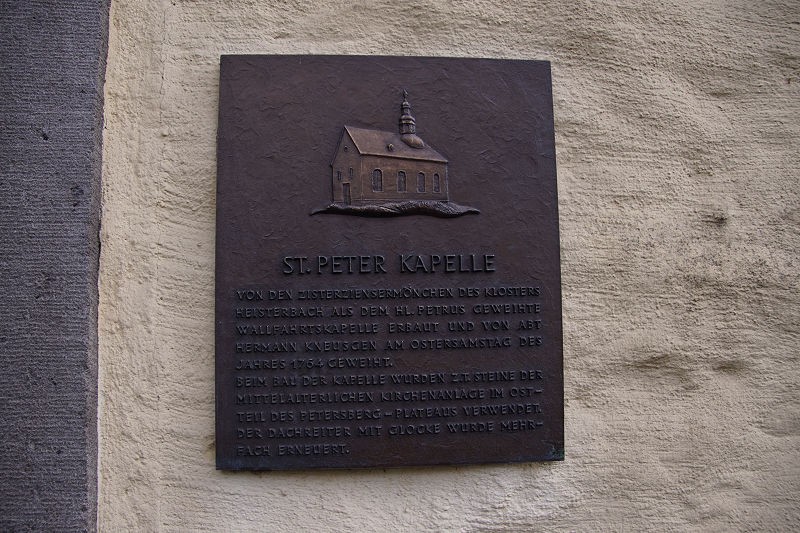 ST. PETER KAPELLE
VON DEN ZISTERZIENSERMÖNCHEN DES KLOSTERS
HEISTERBACH ALS DEM HL. PETRUS GEWEIHTE
WALLFAHRTSKAPELLE ERBAUT UND VON ABT
HERMANN KNEUSGEN AM OSTERSAMSTAG DES
JAHRES 1764 GEWEIHT.
BEIM BAU DER KAPELLE WURDEN Z.T. STEINE DER
MITTELALTERLICHEN KIRCHENANLAGE IM OST-
TEIL DES PETERSBERG-PLATEAUS VERWENDET.
DER DACHREITER MIT GLOCKE WURDE MEHR-
FACH ERNEUERT.